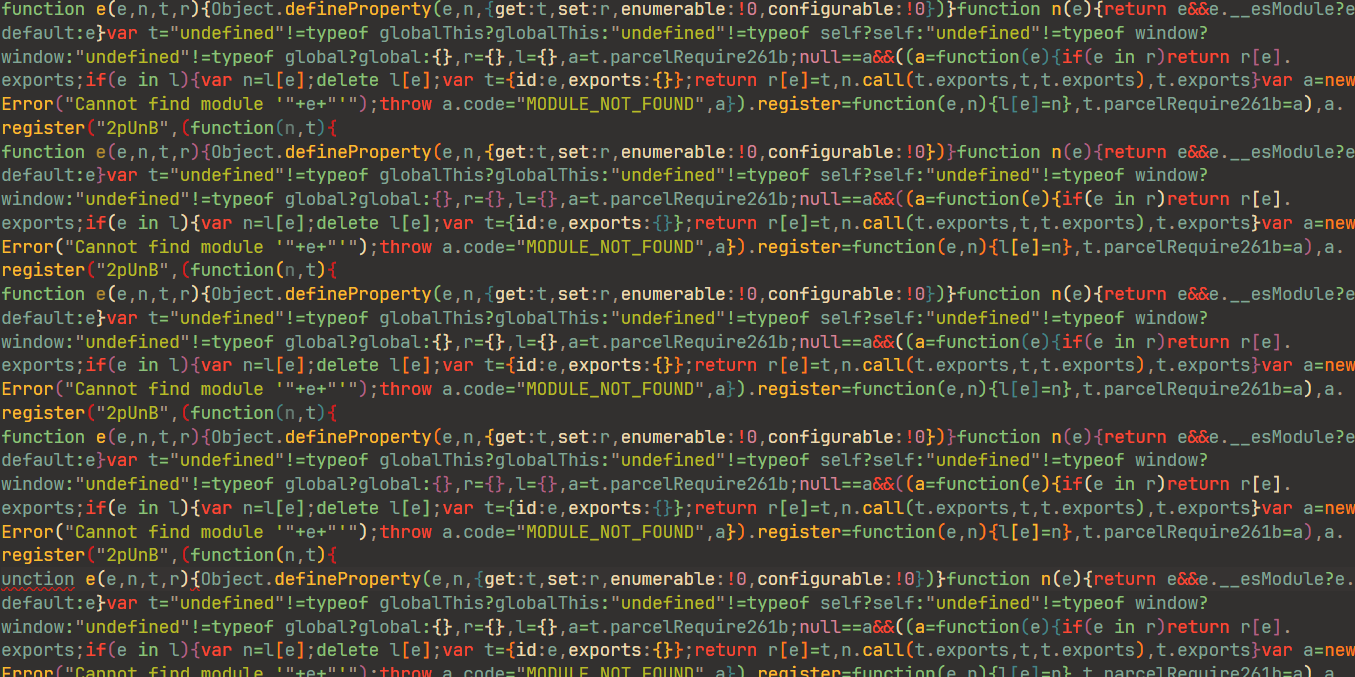 function e(e,n,t,r){Object.defineProperty(e,n,{get:t,set:r,enumerable:!0,configurable:!0})}function n(e){return e&&e.__esModule?e
default:e}var t="undefined"!=typeof globalThis?globalThis:"undefined"!=typeof self?self:"undefined"!=typeof window?
window:"undefined"!=typeof global?global:{},r={},l={},a=t.parcelRequire261b;null==a&&((a=function(e){if(e in r)return r[e].
exports;if(e in l){var n=l[e];delete l[e];var t={id:e,exports:{}};return r[e]=t,n.call(t.exports,t,t.exports),t.exports}var a=new
Error("Cannot find module '"+e+"'");throw a.code="MODULE_NOT_FOUND",a}).register=function(e,n){l[e]=n},t.parcelRequire261b=a),a.
register("2pUnB",(function(n,t){
function e(e,n,t,r){Object.defineProperty(e,n,{get:t,set:r,enumerable:!0,configurable:!0})}function n(e){return e&&e.__esModule?e
default:e}var t="undefined"!=typeof globalThis?globalThis:"undefined"!=typeof self?self:"undefined"!=typeof window?
window:"undefined"!=typeof global?global:{},r={},l={},a=t.parcelRequire261b;null==a&&((a=function(e){if(e in r)return r[e].
exports;if(e in l){var n=l[e];delete l[e];var t={id:e,exports:{}};return r[e]=t,n.call(t.exports,t,t.exports),t.exports}var a=new
Error("Cannot find module '"+e+"'");throw a.code="MODULE_NOT_FOUND",a}).register=function(e,n){l[e]=n},t.parcelRequire261b=a),a.
register("2pUnB",(function(n,t){
function e(e,n,t,r){Object.defineProperty(e,n,{get:t,set:r,enumerable:!0,configurable:!0})}function n(e){return e&&e.__esModule?e
default:e}var t="undefined"!=typeof globalThis?globalThis:"undefined"!=typeof self?self:"undefined"!=typeof window?
window:"undefined"!=typeof global?global:{},r={},l={},a=t.parcelRequire261b;null==a&&((a=function(e){if(e in r)return r[e].
exports;if(e in l){var n=l[e];delete l[e];var t={id:e,exports:{}};return r[e]=t,n.call(t.exports,t,t.exports),t.exports}var a=new
Error("Cannot find module '"+e+"'");throw a.code="MODULE_NOT_FOUND",a}).register=function(e,n){l[e]=n},t.parcelRequire261b=a),a.
register("2pUnB",(function(n,t){
function e(e,n,t,r){Object.defineProperty(e,n,{get:t,set:r,enumerable:!0,configurable:!0})}function n(e){return e&&e.__esModule?e
default:e}var t="undefined"!=typeof globalThis?globalThis:"undefined"!=typeof self?self:"undefined"!=typeof window?
window:"undefined"!=typeof global?global:{},r={},l={},a=t.parcelRequire261b;null==a&&((a=function(e){if(e in r)return r[e].
exports;if(e in l){var n=l[e];delete l[e];var t={id:e,exports:{}};return r[e]=t,n.call(t.exports,t,t.exports),t.exports}var a=new
Error("Cannot find module '"+e+"'");throw a.code="MODULE_NOT_FOUND",a}).register=function(e,n){l[e]=n},t.parcelRequire261b=a),a.
register("2pUnB",(function(n,t){
unction e(e,n,t,r){Object.defineProperty(e,n,{get:t,set:r,enumerable:!0,configurable:!0})}function n(e){return e&&e.__esModule?e.
default:e}var t="undefined"!=typeof globalThis?globalThis:"undefined"!=typeof self?self:"undefined"!=typeof window?
window:"undefined"!=typeof global?global:{},r={},l={},a=t.parcelRequire261b;null==a&&((a=function(e){if(e in r)return r[e].
exports;if(e in l){var n=l[e];delete l[e];var t={id:e,exports:{}};return r[e]=t,n.call(t.exports,t,t.exports),t.exports}var a=new
Error("Cannot find module '"+e+"'");throw a.code="MODULE_NOT_FOUND",a}).register=function(e,n){l[e]=n},t.parcelRequire261b=a),a.